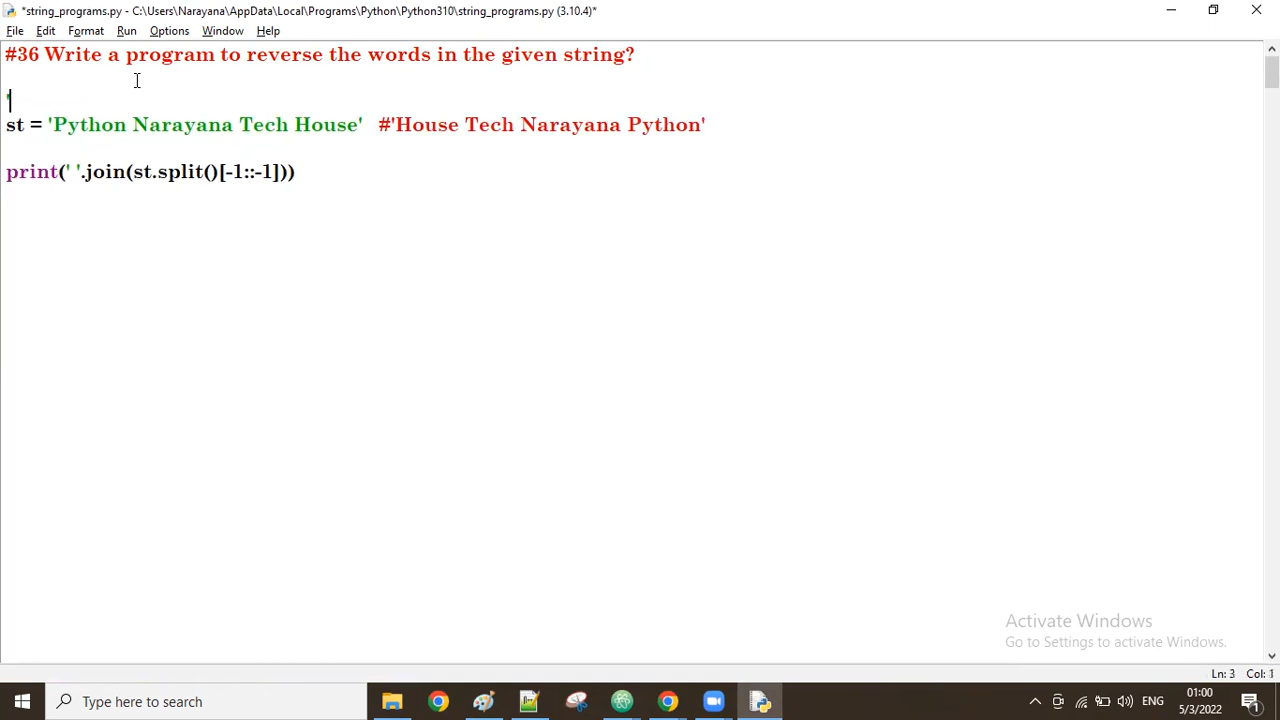 *string_programs.py - C:\Users\Narayana\AppData\Local\Programs\Python\Python310\string_programs.py (3.10.4)*
File Edit Format Run Options Window Help
#36 Write a program to reverse the words in the given string?
'
st = 'Python Narayana Tech House' #'House Tech Narayana Python'
print(' '.join(st.split()[-1::-1]))
Activate Windows
Go to Settings to activate Windows.
Ln: 3 Col: 1
Type here to search
ENG
01:00
5/3/2022
1